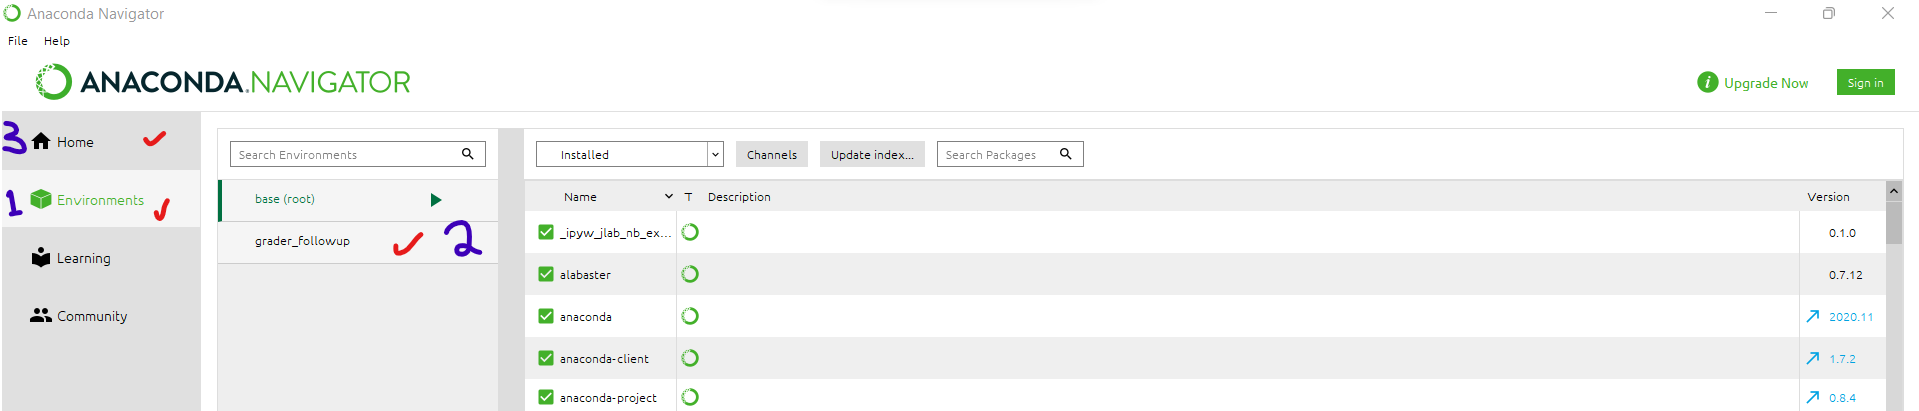 Anaconda Navigator
File Help
ANACONDA.NAVIGATOR
i Upgrade Now Sign in
3 Home
1 Environments
Learning
Community
Search Environments
base (root)
grader_followup 2
Installed Channels Update index... Search Packages
Name T Description Version
_ipyw_jlab_nb_ex... 0.1.0
alabaster 0.7.12
anaconda 2020.11
anaconda-client 1.7.2
anaconda-project 0.8.4